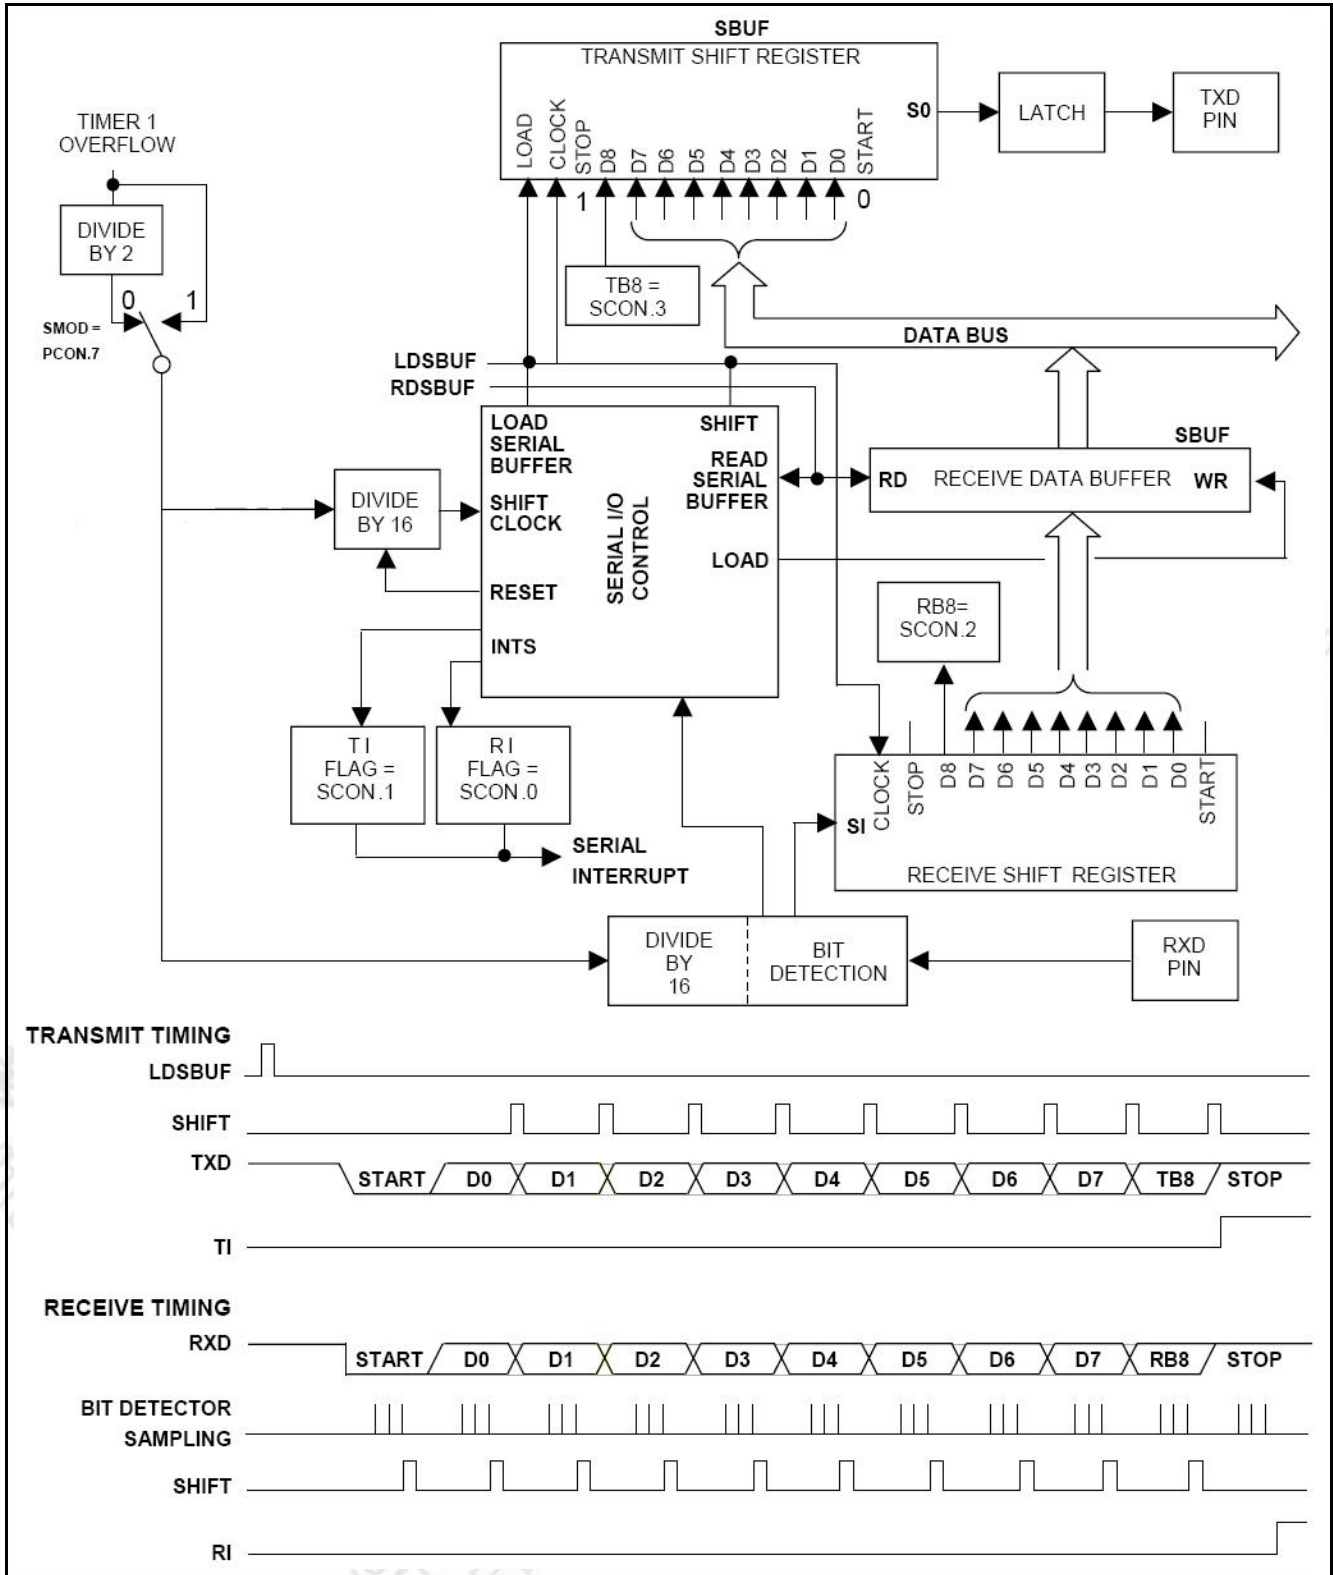 SBUF
TRANSMIT SHIFT REGISTER
LOAD
CLOCK
STOP
D8
D7
D6
D5
D4
D3
D2
D1
D0
START
S0
LATCH
TXD
PIN
1
0
TIMER 1
OVERFLOW
DIVIDE
BY 2
0
1
SMOD =
PCON.7
TB8 =
SCON.3
DATA BUS
LDSBUF
RDSBUF
LOAD
SERIAL
BUFFER
SHIFT
CLOCK
RESET
INTS
SERIAL I/O
CONTROL
SHIFT
READ
SERIAL
BUFFER
LOAD
DIVIDE
BY 16
SBUF
RD
RECEIVE DATA BUFFER
WR
RB8=
SCON.2
TI
FLAG =
SCON.1
RI
FLAG =
SCON.0
SERIAL
INTERRUPT
SI
CLOCK
STOP
D8
D7
D6
D5
D4
D3
D2
D1
D0
START
RECEIVE SHIFT REGISTER
DIVIDE
BY
16
BIT
DETECTION
RXD
PIN
TRANSMIT TIMING
LDSBUF
SHIFT
TXD START D0 D1 D2 D3 D4 D5 D6 D7 TB8 STOP
TI
RECEIVE TIMING
RXD START D0 D1 D2 D3 D4 D5 D6 D7 RB8 STOP
BIT DETECTOR
SAMPLING
SHIFT
RI